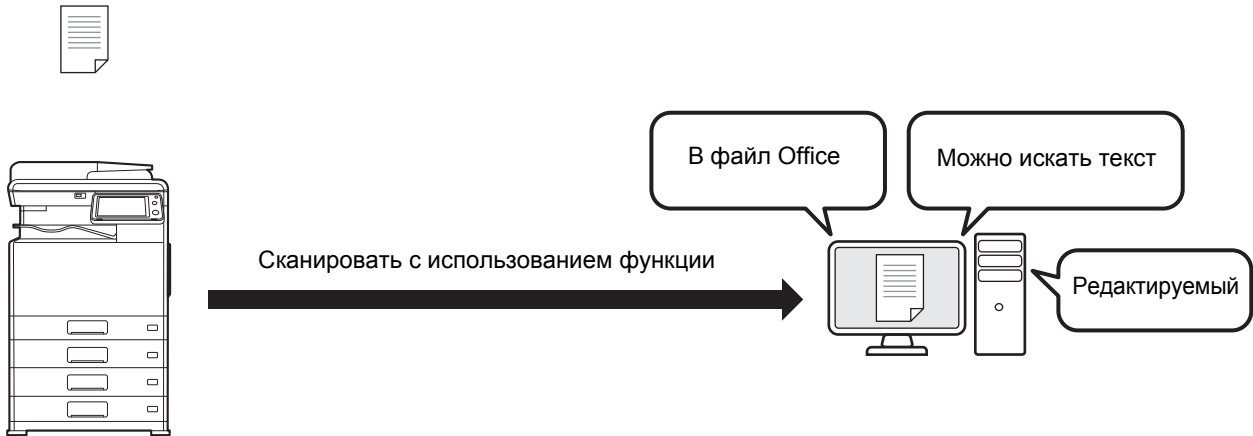 В файл Office
Можно искать текст
Сканировать с использованием функции
Редактируемый